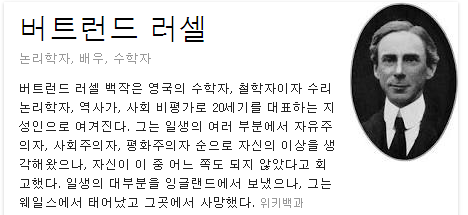 버트런드 러셀
논리학자, 배우, 수학자
버트런드 러셀 백작은 영국의 수학자, 철학자이자 수리
논리학자, 역사가, 사회 비평가로 20세기를 대표하는 지
성인으로 여겨진다. 그는 일생의 여러 부분에서 자유주
의자, 사회주의자, 평화주의자 순으로 자신의 이상을 생
각해왔으나, 자신이 이 중 어느 쪽도 되지 않았다고 회
고했다. 일생의 대부분을 잉글랜드에서 보냈으나, 그는
웨일스에서 태어났고 그곳에서 사망했다. 위키백과